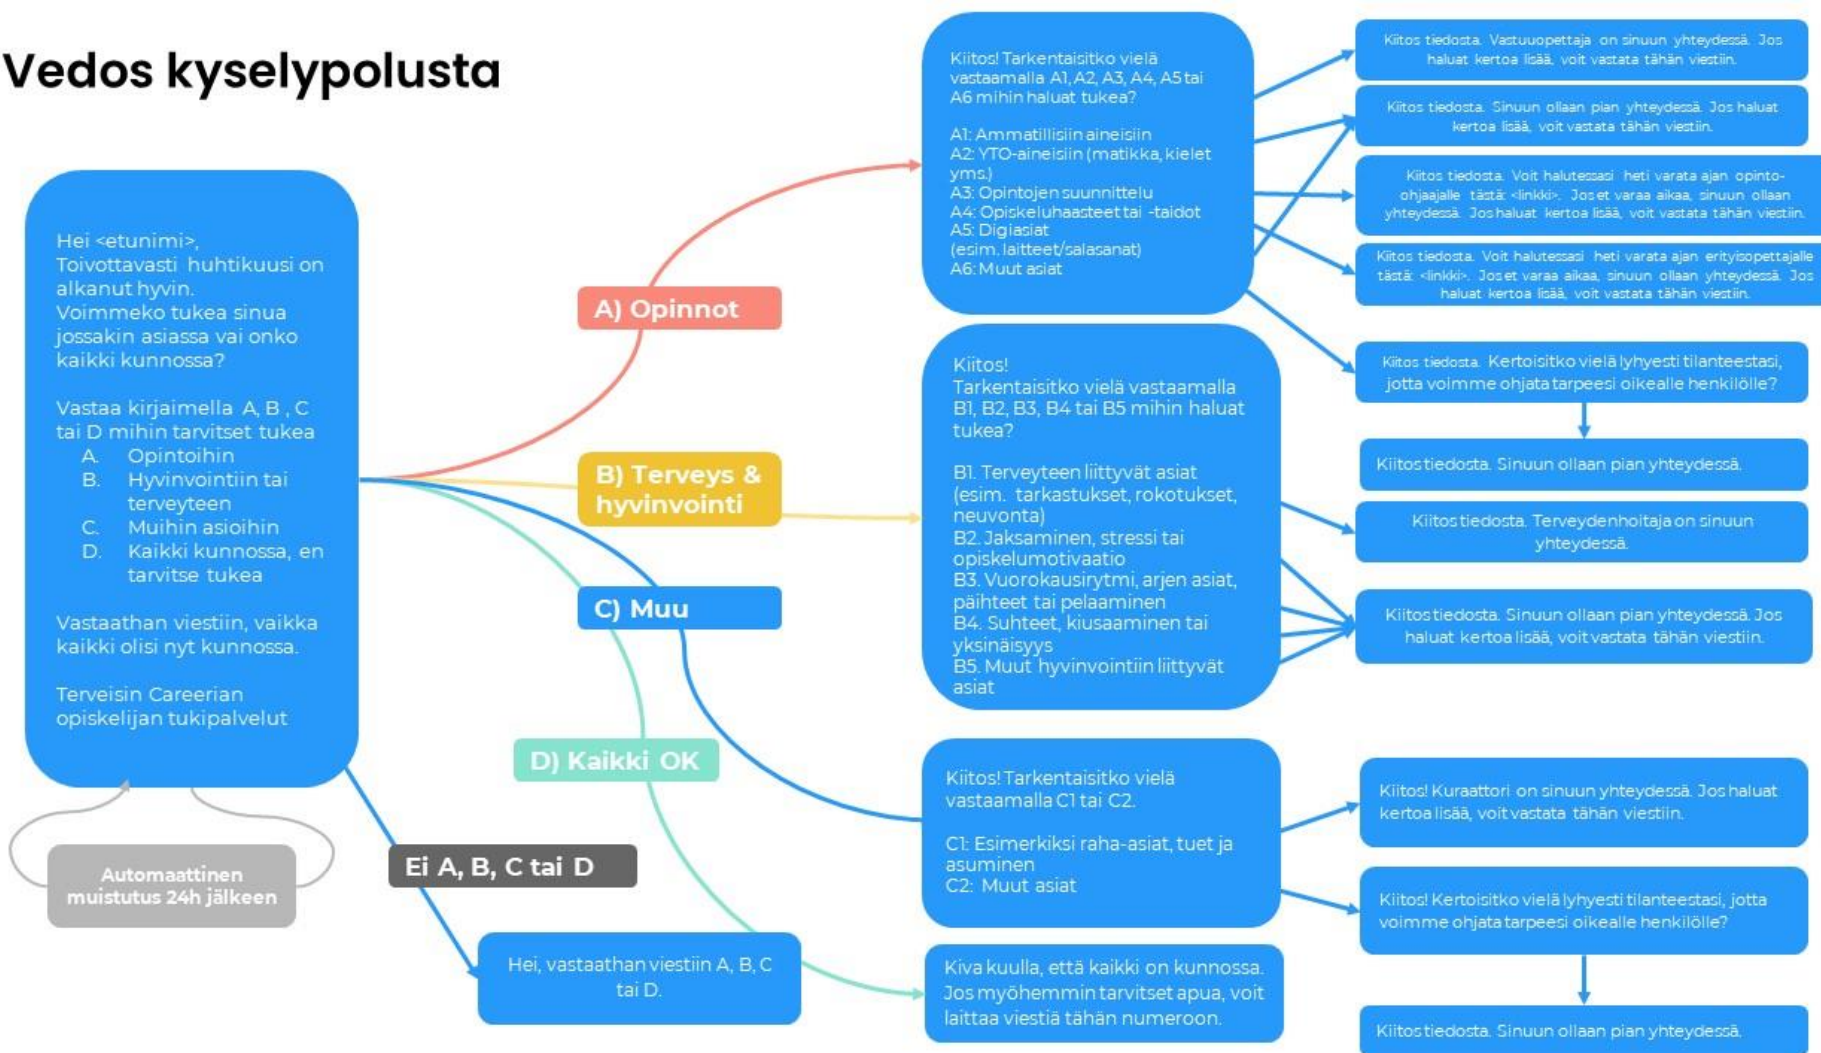 Vedos kyselypolusta
Hei <etunimi>,
Toivottavasti huhtikuusi on
alkanut hyvin.
Voimmeko tukea sinua
jossakin asiassa vai onko
kaikki kunnossa?
Vastaa kirjaimella A, B , C
tai D mihin tarvitset tukea
A. Opintoihin
B. Hyvinvointiin tai
terveyteen
C. Muihin asioihin
D. Kaikki kunnossa, en
tarvitse tukea
Vastaathan viestiin, vaikka
kaikki olisi nyt kunnossa.
Terveisin Careerian
opiskelijan tukipalvelut
Automaattinen
muistutus 24h jälkeen
A) Opinnot
B) Terveys &
hyvinvointi
C) Muu
D) Kaikki OK
Ei A, B, C tai D
Hei, vastaathan viestiin A, B, C
tai D.
Kiitos! Tarkentaisitko vielä
vastaamalla A1, A2, A3, A4, A5 tai
A6 mihin haluat tukea?
A1: Ammatillisiin aineisiin
A2: YTO-aineisiin (matikka, kielet
yms.)
A3: Opintojen suunnittelu
A4: Opiskeluhaasteet tai -taidot
A5: Digiasiat
(esim. laitteet/salasanat)
A6: Muut asiat
Kiitos!
Tarkentaisitko vielä vastaamalla
B1, B2, B3, B4 tai B5 mihin haluat
tukea?
B1. Terveyteen liittyvät asiat
(esim. tarkastukset, rokotukset,
neuvonta)
B2. Jaksaminen, stressi tai
opiskelumotivaatio
B3. Vuorokausirytmi, arjen asiat,
päihteet tai pelaaminen
B4. Suhteet, kiusaaminen tai
yksinäisyys
B5. Muut hyvinvointiin liittyvät
asiat
Kiitos! Tarkentaisitko vielä
vastaamalla C1 tai C2.
C1: Esimerkiksi raha-asiat, tuet ja
asuminen
C2: Muut asiat
Kiva kuulla, että kaikki on kunnossa.
Jos myöhemmin tarvitset apua, voit
laittaa viestiä tähän numeroon.
Kiitos tiedosta. Vastuuopettaja on sinuun yhteydessä. Jos
haluat kertoa lisää, voit vastata tähän viestiin.
Kiitos tiedosta. Sinuun ollaan pian yhteydessä. Jos haluat
kertoa lisää, voit vastata tähän viestiin.
Kiitos tiedosta. Voit halutessasi heti varata ajan opinto-
ohjaajalle tästä: <linkki>. Jos et varaa aikaa, sinuun ollaan
yhteydessä. Jos haluat kertoa lisää, voit vastata tähän viestiin.
Kiitos tiedosta. Voit halutessasi heti varata ajan erityisopettajalle
tästä: <linkki>. Jos et varaa aikaa, sinuun ollaan yhteydessä. Jos
haluat kertoa lisää, voit vastata tähän viestiin.
Kiitos tiedosta. Kertoisitko vielä lyhyesti tilanteestasi,
jotta voimme ohjata tarpeesi oikealle henkilölle?
Kiitos tiedosta. Sinuun ollaan pian yhteydessä.
Kiitos tiedosta. Terveydenhoitaja on sinuun
yhteydessä.
Kiitos tiedosta. Sinuun ollaan pian yhteydessä. Jos
haluat kertoa lisää, voit vastata tähän viestiin.
Kiitos! Kuraattori on sinuun yhteydessä. Jos haluat
kertoa lisää, voit vastata tähän viestiin.
Kiitos! Kertoisitko vielä lyhyesti tilanteestasi, jotta
voimme ohjata tarpeesi oikealle henkilölle?
Kiitos tiedosta. Sinuun ollaan pian yhteydessä.